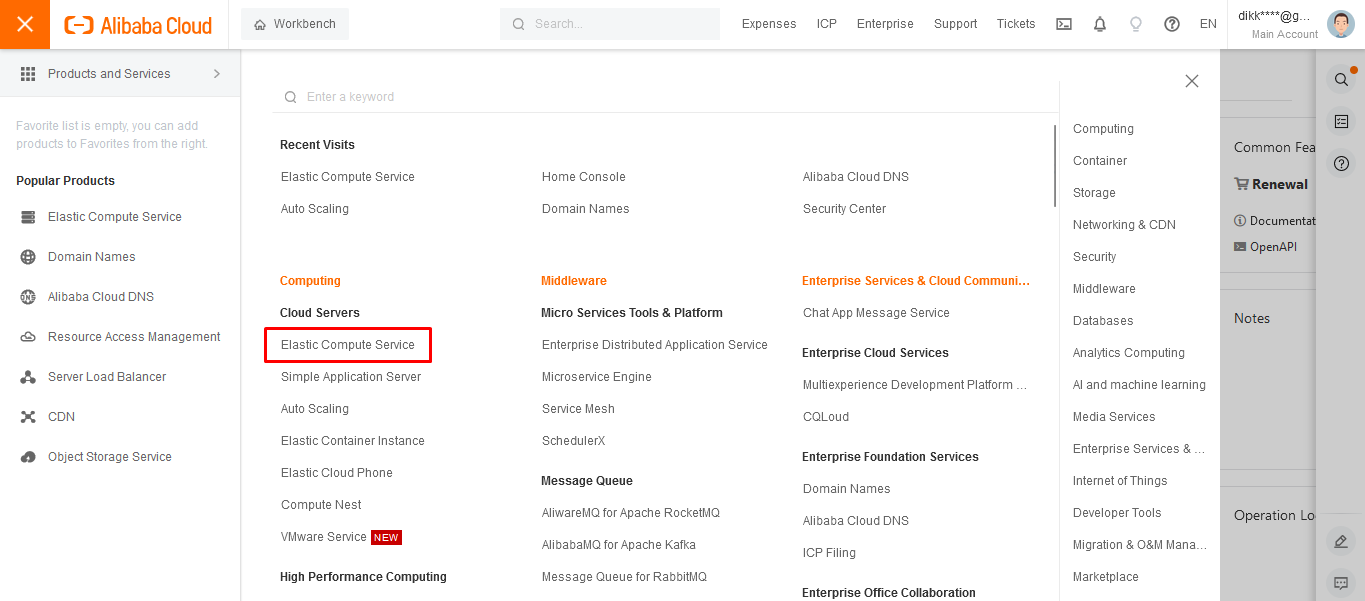 Alibaba Cloud
Workbench
Search...
Expenses
ICP
Enterprise
Support
Tickets
EN
dikk****@g...
Main Account
Products and Services
Favorite list is empty, you can add
products to Favorites from the right.
Popular Products
Elastic Compute Service
Domain Names
DNS
Alibaba Cloud DNS
Resource Access Management
Server Load Balancer
CDN
Object Storage Service
Enter a keyword
Recent Visits
Elastic Compute Service
Home Console
Alibaba Cloud DNS
Auto Scaling
Domain Names
Security Center
Computing
Cloud Servers
Elastic Compute Service
Simple Application Server
Auto Scaling
Elastic Container Instance
Elastic Cloud Phone
Compute Nest
VMware Service NEW
High Performance Computing
Middleware
Micro Services Tools & Platform
Enterprise Distributed Application Service
Microservice Engine
Service Mesh
SchedulerX
Message Queue
AliwareMQ for Apache RocketMQ
AlibabaMQ for Apache Kafka
Message Queue for RabbitMQ
Enterprise Services & Cloud Communi...
Chat App Message Service
Enterprise Cloud Services
Multiexperience Development Platform ...
CQLoud
Enterprise Foundation Services
Domain Names
Alibaba Cloud DNS
ICP Filing
Enterprise Office Collaboration
Computing
Container
Storage
Networking & CDN
Security
Middleware
Databases
Analytics Computing
AI and machine learning
Media Services
Enterprise Services & ...
Internet of Things
Developer Tools
Migration & O&M Mana...
Marketplace
Common Fea
Renewal
Documentat
OpenAPI
Notes
Operation Lo